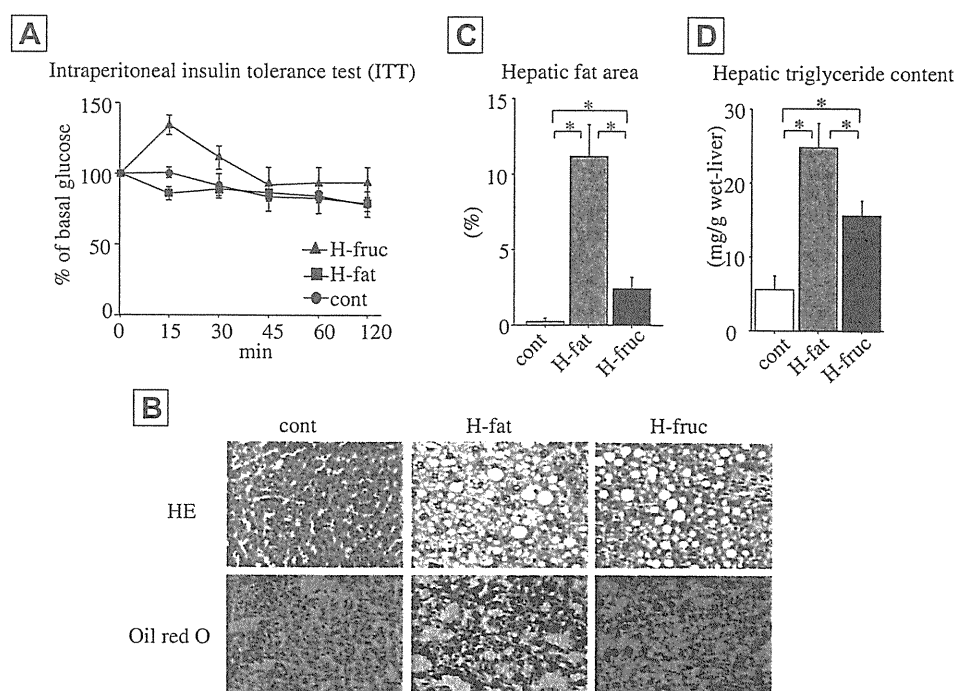 A
Intraperitoneal insulin tolerance test (ITT)
% of basal glucose
150
100
50
0
H-fruc
H-fat
cont
0 15 30 45 60 120
min
C
Hepatic fat area
(%)
15
10
5
0
* * *
cont H-fat H-fruc
D
Hepatic triglyceride content
(mg/g wet-liver)
30
20
10
0
* * *
cont H-fat H-fruc
B
cont H-fat H-fruc
HE
Oil red O